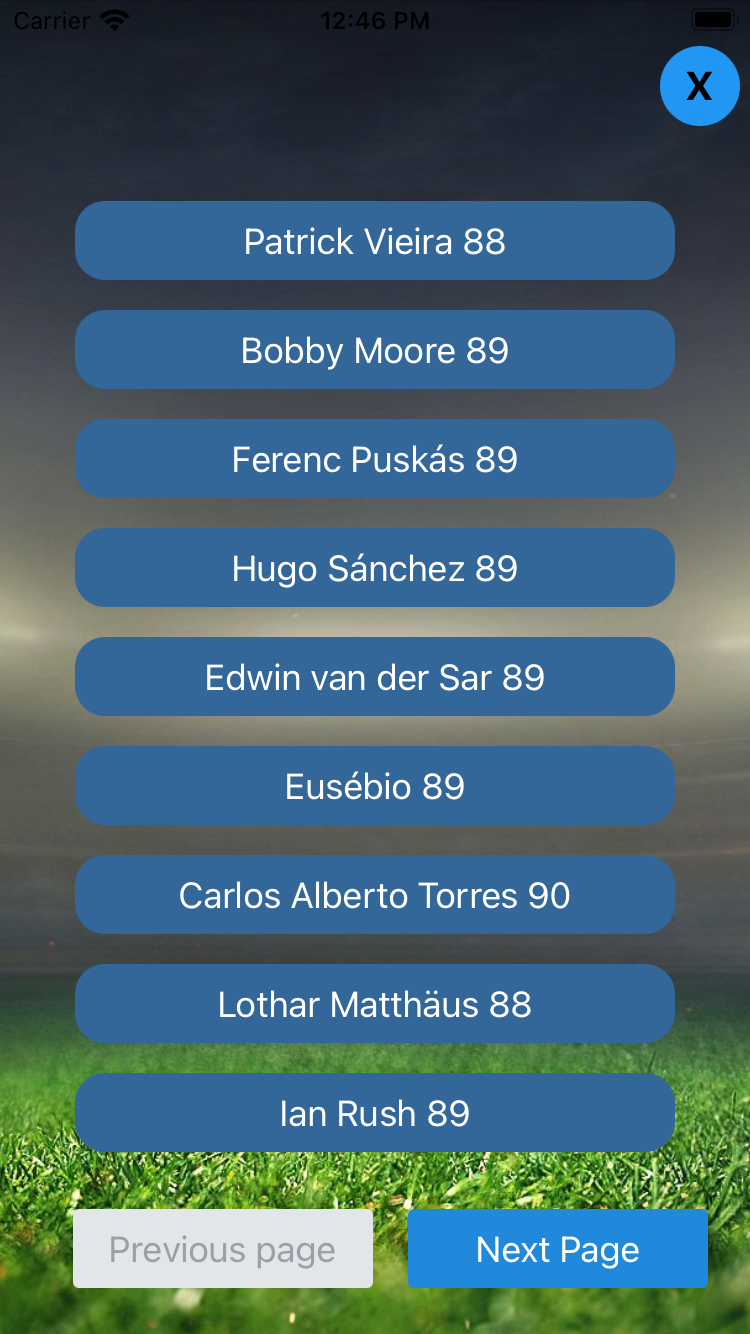 Carrier 12:46 PM
X
Patrick Vieira 88
Bobby Moore 89
Ferenc Puskás 89
Hugo Sánchez 89
Edwin van der Sar 89
Eusébio 89
Carlos Alberto Torres 90
Lothar Matthäus 88
Ian Rush 89
Previous page Next Page